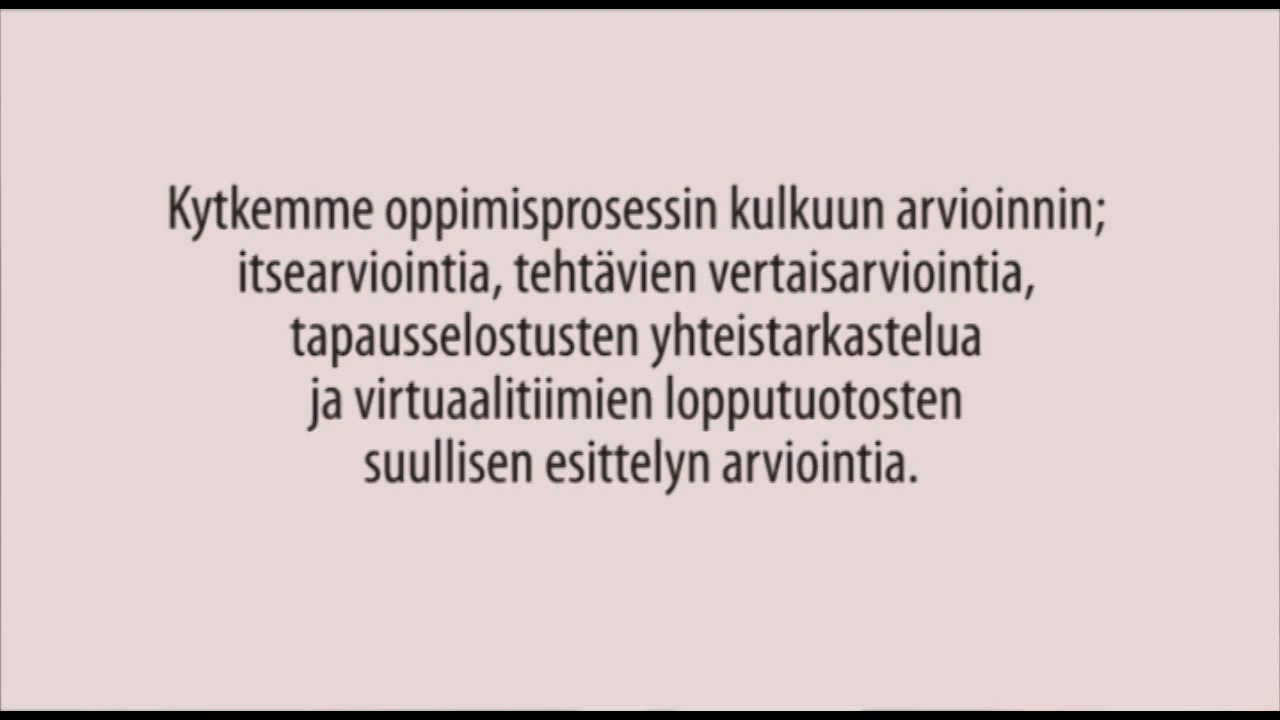 Kytkemme oppimisprosessin kulkuun arvioinnin;
itsearviointia, tehtävien vertaisarviointia,
tapausselostusten yhteistarkastelua
ja virtuaalitiimien lopputuotosten
suullisen esittelyn arviointia.